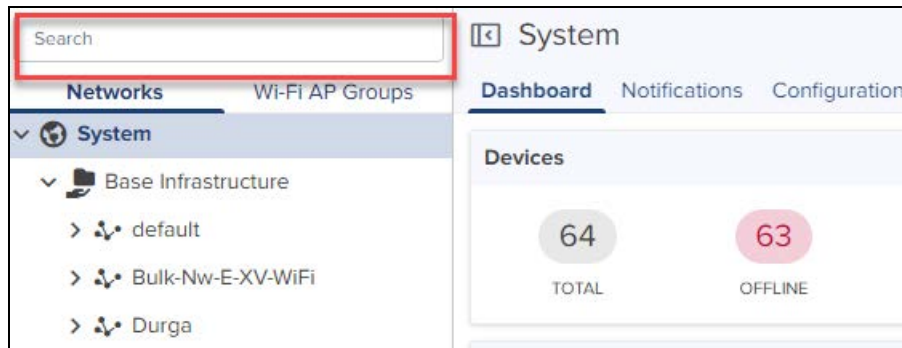 Search
Networks Wi-Fi AP Groups
System
Base Infrastructure
default
Bulk-Nw-E-XV-WiFi
Durga
System
Dashboard Notifications Configuration
Devices
64 63
TOTAL OFFLINE